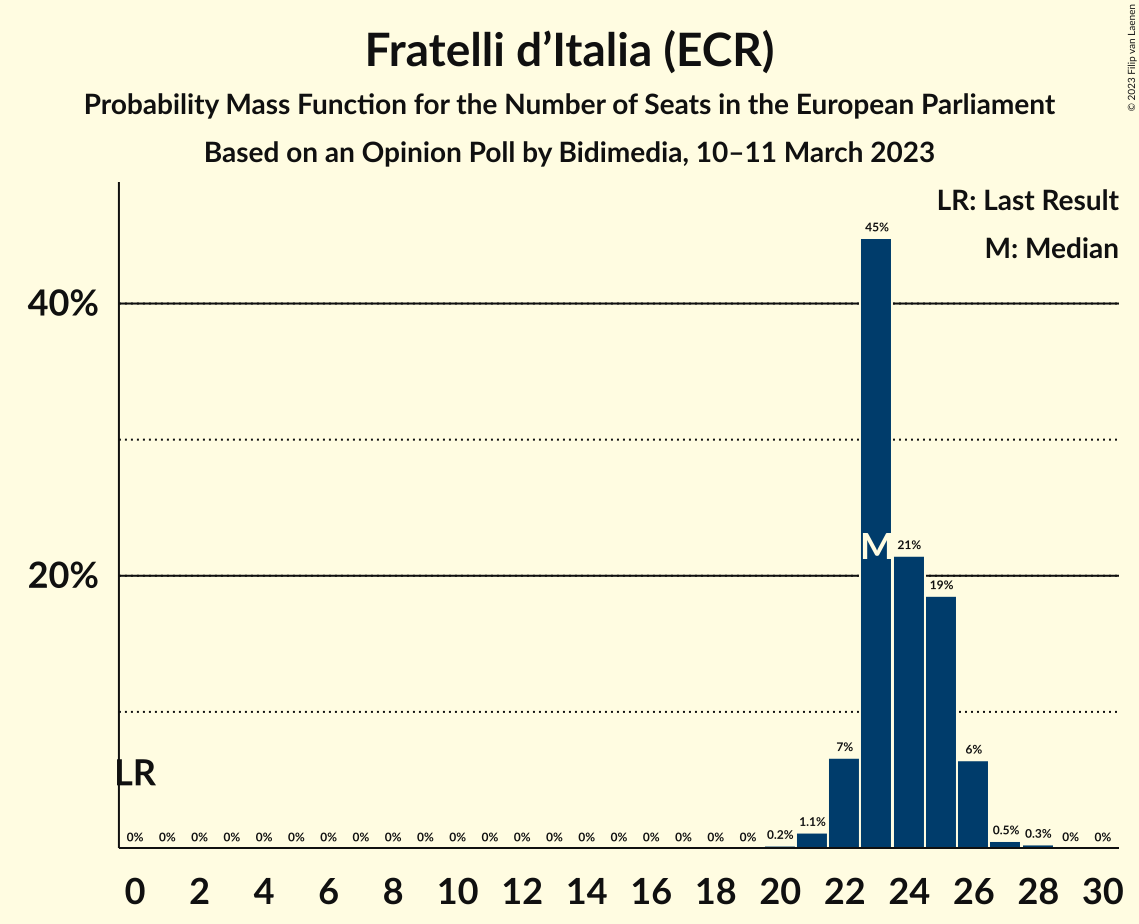 Fratelli d’Italia (ECR)
Probability Mass Function for the Number of Seats in the European Parliament
Based on an Opinion Poll by Bidimedia, 10–11 March 2023
© 2023 Filip van Laenen
LR: Last Result
M: Median
45%
40%
M
21%
20%
19%
7%
6%
LR
0% 0% 0% 0% 0% 0% 0% 0% 0% 0% 0% 0% 0% 0% 0% 0% 0% 0% 0% 0% 0.2% 1.1% 0.5% 0.3% 0% 0%
0 2 4 6 8 10 12 14 16 18 20 22 24 26 28 30